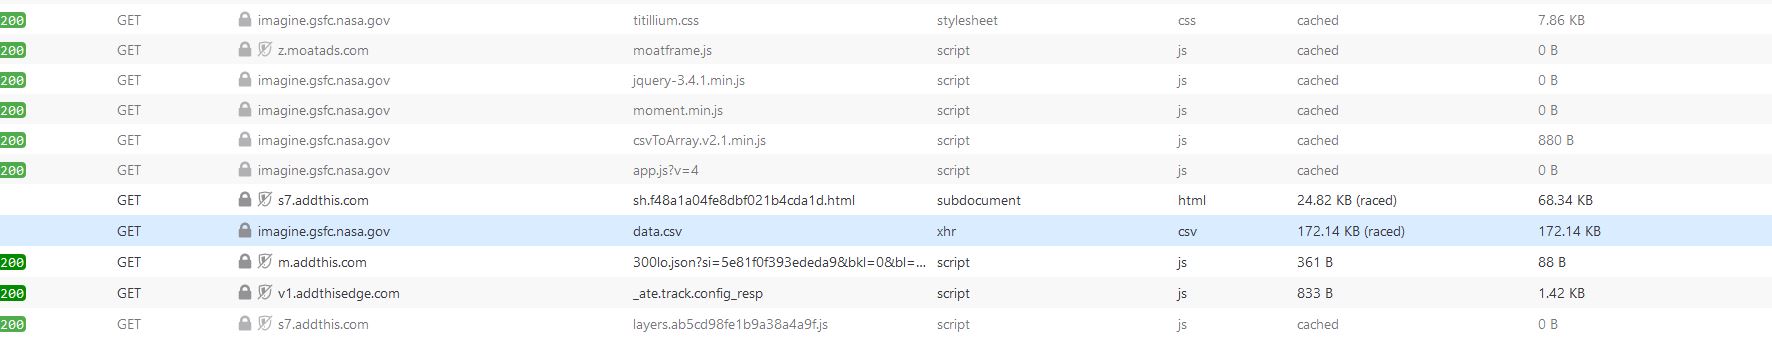 200 GET imagine.gsfc.nasa.gov titillium.css stylesheet css cached 7.86 KB
200 GET z.moatads.com moatframe.js script js cached 0 B
200 GET imagine.gsfc.nasa.gov jquery-3.4.1.min.js script js cached 0 B
200 GET imagine.gsfc.nasa.gov moment.min.js script js cached 0 B
200 GET imagine.gsfc.nasa.gov csvToArray.v2.1.min.js script js cached 880 B
200 GET imagine.gsfc.nasa.gov app.js?v=4 script js cached 0 B
GET s7.addthis.com sh.f48a1a04fe8dbf021b4cda1d.html subdocument html 24.82 KB (raced) 68.34 KB
GET imagine.gsfc.nasa.gov data.csv xhr csv 172.14 KB (raced) 172.14 KB
200 GET m.addthis.com 300lo.json?si=5e81f0f393ededa9&bkl=0&bl=... script js 361 B 88 B
200 GET v1.addthisedge.com _ate.track.config_resp script js 833 B 1.42 KB
200 GET s7.addthis.com layers.ab5cd98fe1b9a38a4a9f.js script js cached 0 B